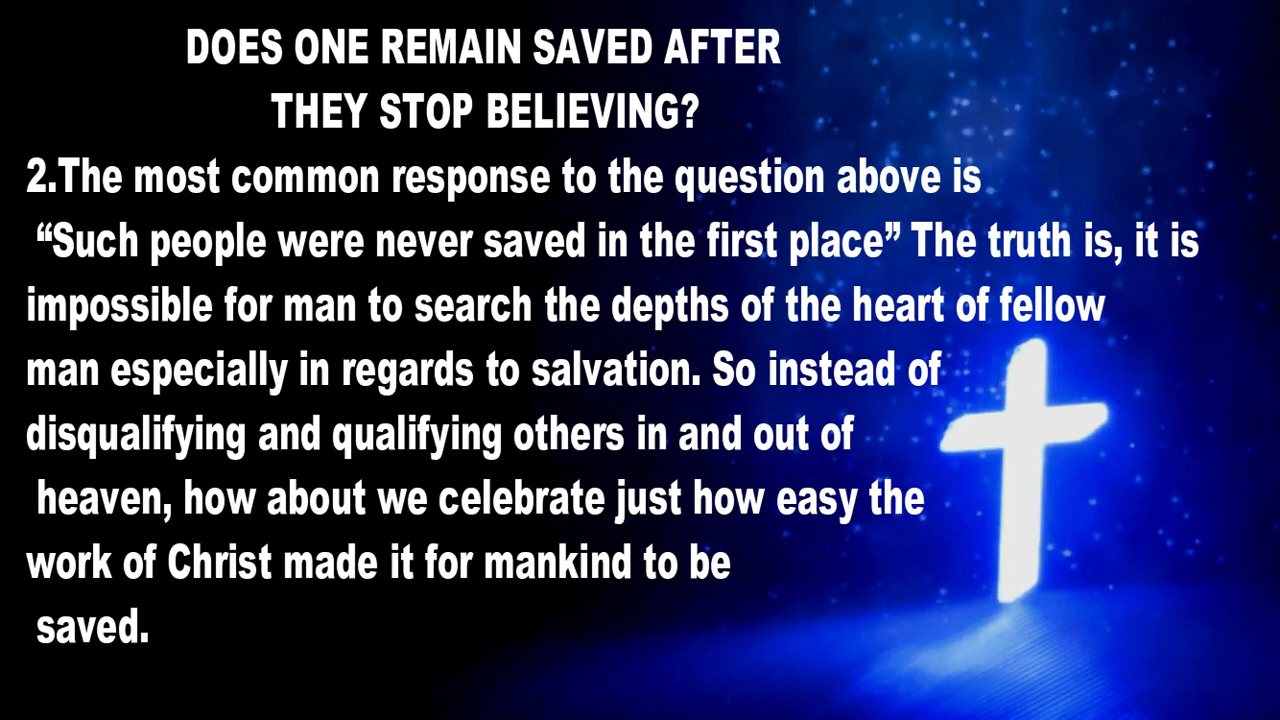 DOES ONE REMAIN SAVED AFTER
THEY STOP BELIEVING?
2.The most common response to the question above is
“Such people were never saved in the first place” The truth is, it is
impossible for man to search the depths of the heart of fellow
man especially in regards to salvation. So instead of
disqualifying and qualifying others in and out of
heaven, how about we celebrate just how easy the
work of Christ made it for mankind to be
saved.